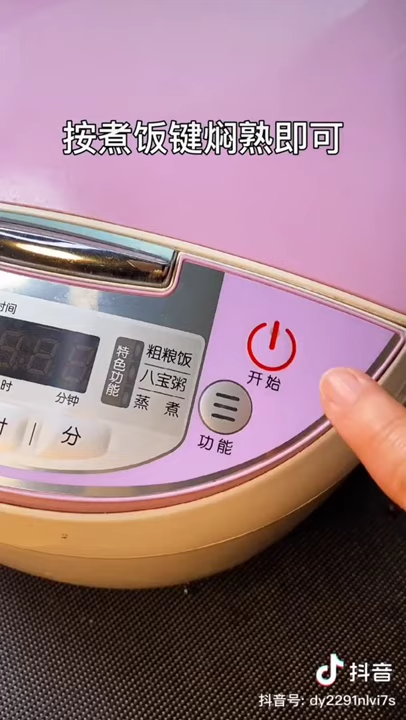 按煮饭键焖熟即可
时间
时
分钟
分
特色功能
粗粮饭
八宝粥
蒸 煮
功能
开始
抖音
抖音号: dy2291nlvi7s